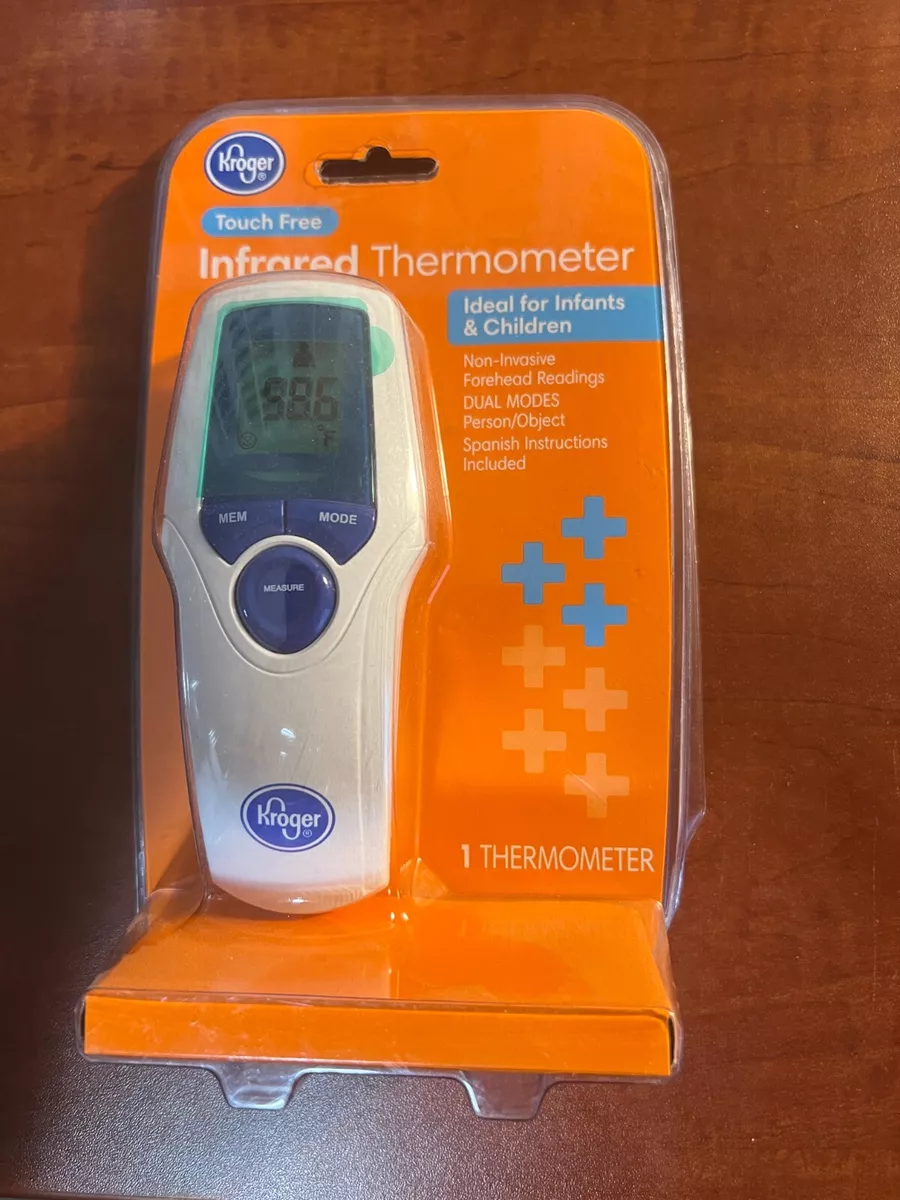 Kroger®
Touch Free
Infrared Thermometer
Ideal for Infants
& Children
Non-Invasive
Forehead Readings
DUAL MODES
Person/Object
Spanish Instructions
Included
98.6
°F
MEM MODE
MEASURE
Kroger®
1 THERMOMETER